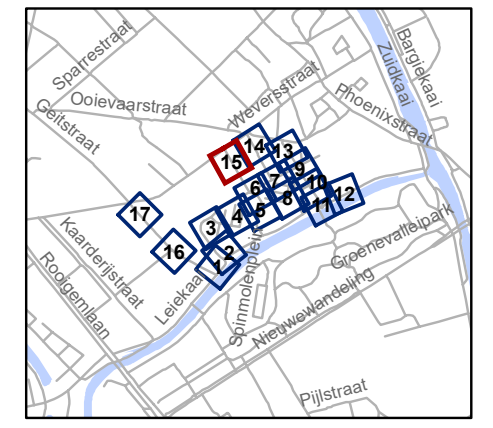 Sparrestraat
Bargiekaai
Zuidkaai
Weversstraat
Ooievaarstraat
Phoenixstraat
Geitstraat
14
13
15
9
7
10
6
12
8
11
5
4
17
3
Groenevalleipark
Kaarderijstraat
16
2
1
Leiekaai
Spinmolenplein
Rooigemlaan
Nieuwewandeling
Pijlstraat